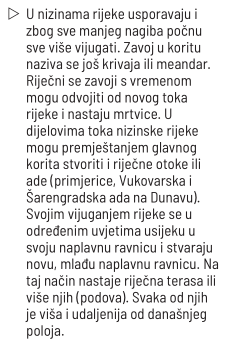 ▷ U nizinama rijeke usporavaju i
zbog sve manjeg nagiba počnu
sve više vijugati. Zavoj u koritu
naziva se još krivaja ili meandar.
Riječni se zavoji s vremenom
mogu odvojiti od novog toka
rijeke i nastaju mrtvice. U
dijelovima toka nizinske rijeke
mogu premještanjem glavnog
korita stvoriti i riječne otoke ili
ade (primjerice, Vukovarska i
Šarengradska ada na Dunavu).
Svojim vijuganjem rijeke se u
određenim uvjetima usijeku u
svoju naplavnu ravnicu i stvaraju
novu, mlađu naplavnu ravnicu. Na
taj način nastaje riječna terasa ili
više njih (podova). Svaka od njih
je viša i udaljenija od današnjeg
poloja.